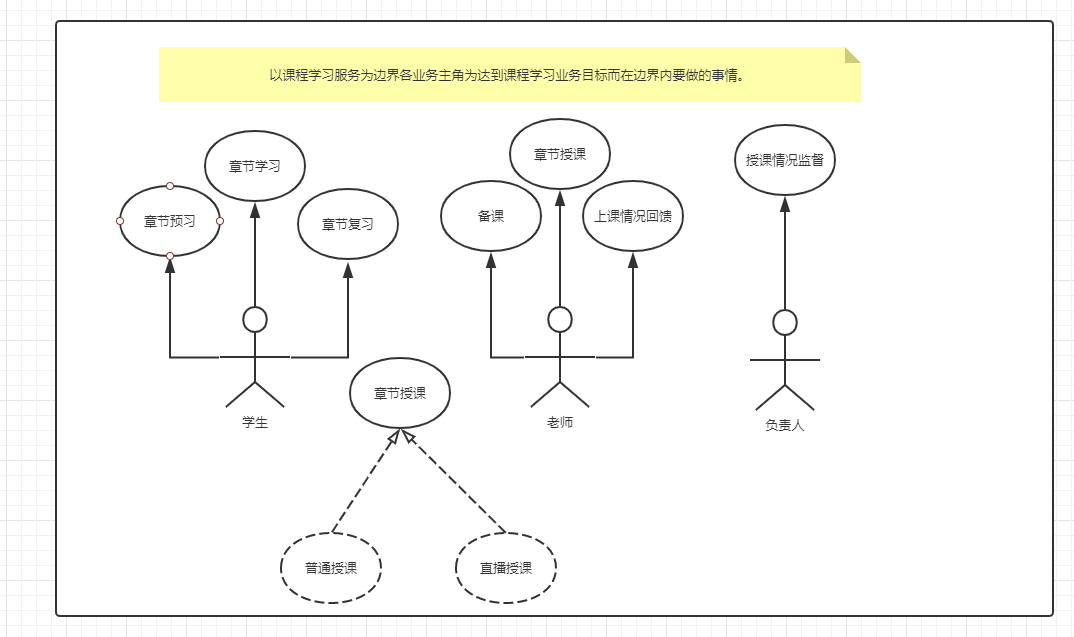 以课程学习服务为边界各业务主角为达到课程学习业务目标而在边界内要做的事情。
章节学习
章节预习
章节复习
学生
章节授课
备课
上课情况回馈
老师
授课情况监督
负责人
章节授课
普通授课
直播授课